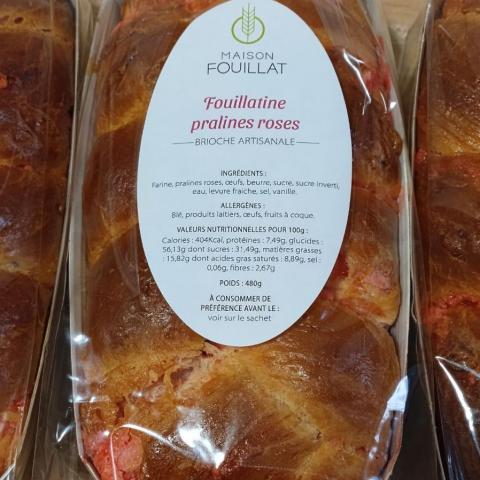 MAISON
FOUILLAT
Fouillatine
pralines roses
BRIOCHE ARTISANALE
INGRÉDIENTS :
Farine, pralines roses, œufs, beurre, sucre, sucre inverti,
eau, levure fraiche, sel, vanille.
ALLERGÈNES :
Blé, produits laitiers, œufs, fruits à coque.
VALEURS NUTRITIONNELLES POUR 100g :
Calories : 404Kcal, protéines : 7,49g, glucides :
56,13g dont sucres : 31,49g, matières grasses
: 15,82g dont acides gras saturés : 8,89g, sel :
0,06g, fibres : 2,67g
POIDS : 480g
À CONSOMMER DE
PRÉFÉRENCE AVANT LE :
voir sur le sachet